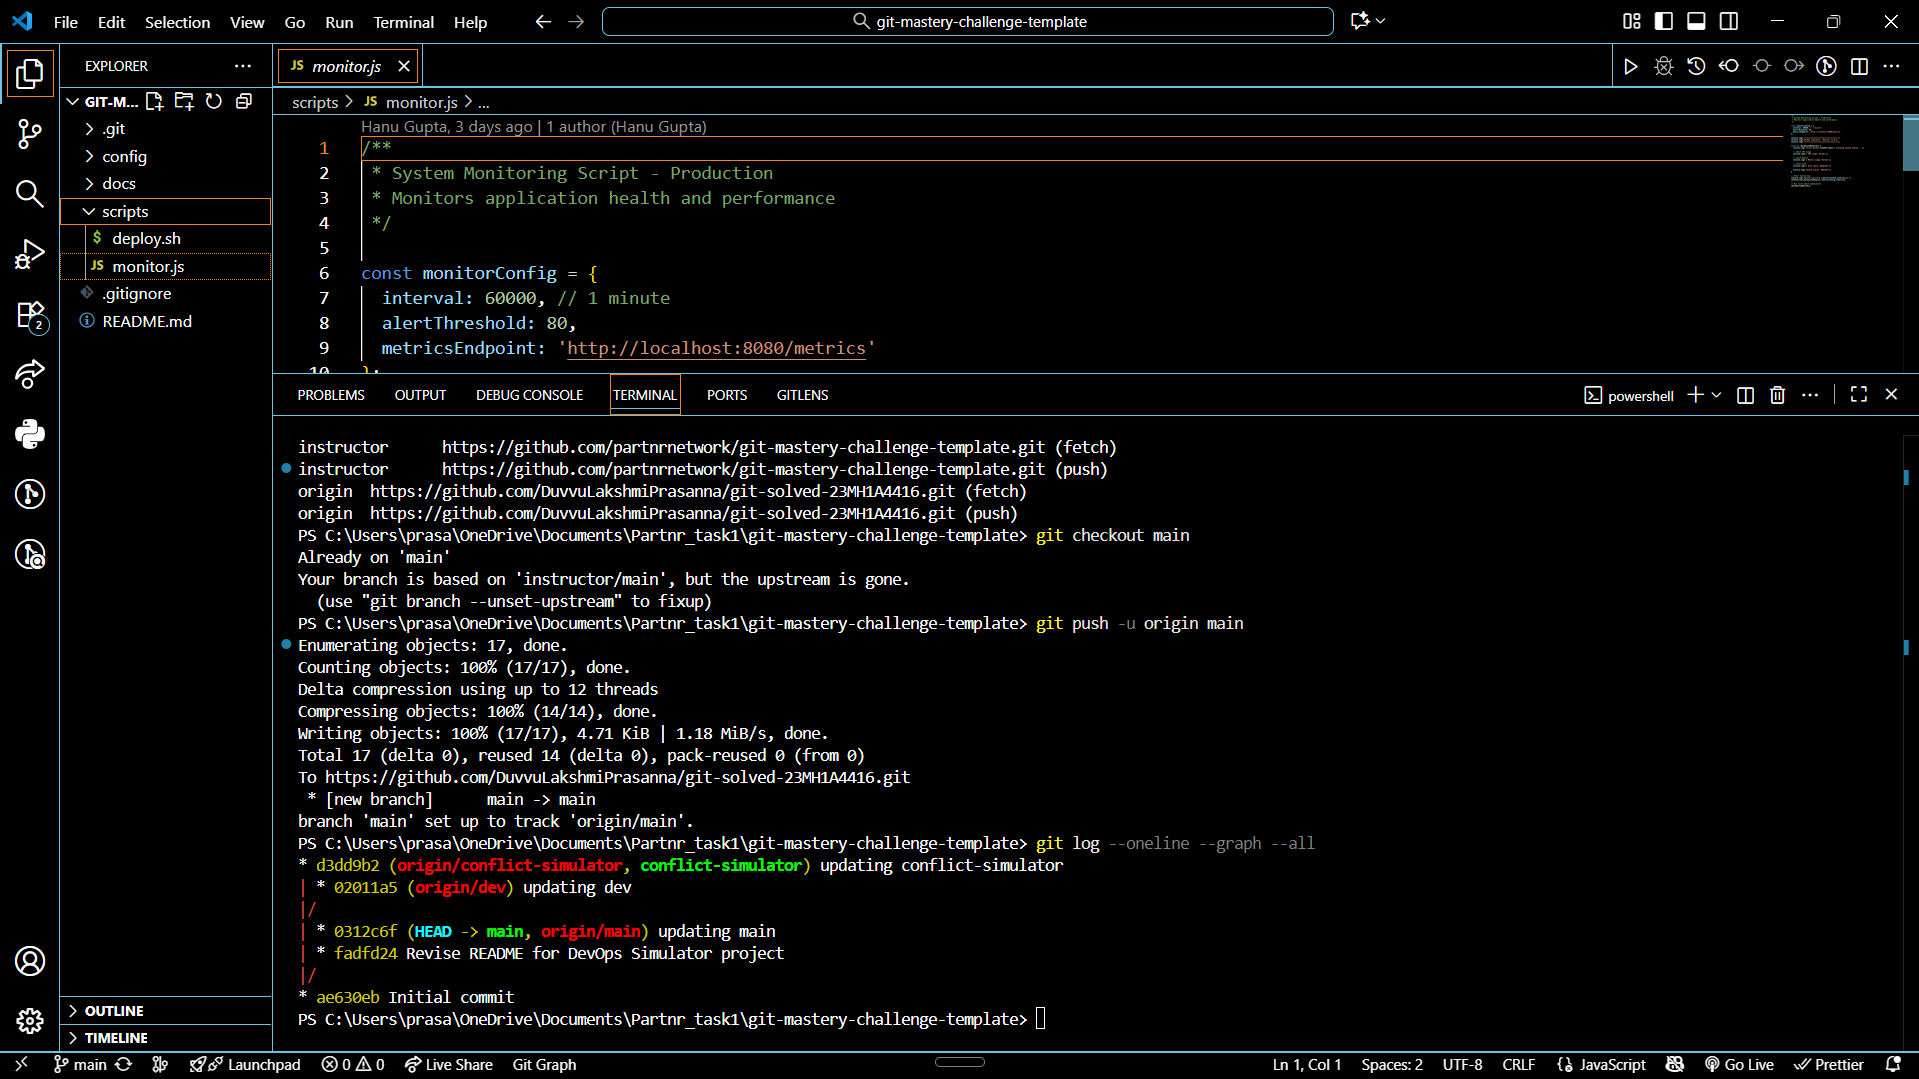 File Edit Selection View Go Run Terminal Help
git-mastery-challenge-template
EXPLORER
GIT-M...
.git
config
docs
scripts
$ deploy.sh
JS monitor.js
.gitignore
README.md
OUTLINE
TIMELINE
2
JS monitor.js
scripts > JS monitor.js > ...
Hanu Gupta, 3 days ago | 1 author (Hanu Gupta)
1 /**
2 * System Monitoring Script - Production
3 * Monitors application health and performance
4 */
5
6 const monitorConfig = {
7 interval: 60000, // 1 minute
8 alertThreshold: 80,
9 metricsEndpoint: 'http://localhost:8080/metrics'
10 };
PROBLEMS OUTPUT DEBUG CONSOLE TERMINAL PORTS GITLENS
powershell
instructor https://github.com/partnrnetwork/git-mastery-challenge-template.git (fetch)
instructor https://github.com/partnrnetwork/git-mastery-challenge-template.git (push)
origin https://github.com/DuvvuLakshmiPrasanna/git-solved-23MH1A4416.git (fetch)
origin https://github.com/DuvvuLakshmiPrasanna/git-solved-23MH1A4416.git (push)
PS C:\Users\prasa\OneDrive\Documents\Partnr_task1\git-mastery-challenge-template> git checkout main
Already on 'main'
Your branch is based on 'instructor/main', but the upstream is gone.
(use "git branch --unset-upstream" to fixup)
PS C:\Users\prasa\OneDrive\Documents\Partnr_task1\git-mastery-challenge-template> git push -u origin main
Enumerating objects: 17, done.
Counting objects: 100% (17/17), done.
Delta compression using up to 12 threads
Compressing objects: 100% (14/14), done.
Writing objects: 100% (17/17), 4.71 KiB | 1.18 MiB/s, done.
Total 17 (delta 0), reused 14 (delta 0), pack-reused 0 (from 0)
To https://github.com/DuvvuLakshmiPrasanna/git-solved-23MH1A4416.git
* [new branch] main -> main
branch 'main' set up to track 'origin/main'.
PS C:\Users\prasa\OneDrive\Documents\Partnr_task1\git-mastery-challenge-template> git log --oneline --graph --all
* d3dd9b2 (origin/conflict-simulator, conflict-simulator) updating conflict-simulator
| * 02011a5 (origin/dev) updating dev
|/
| * 0312c6f (HEAD -> main, origin/main) updating main
| * fadfd24 Revise README for DevOps Simulator project
|/
* ae630eb Initial commit
PS C:\Users\prasa\OneDrive\Documents\Partnr_task1\git-mastery-challenge-template>
main Launchpad 0 0 Live Share Git Graph Ln 1, Col 1 Spaces: 2 UTF-8 CRLF {} JavaScript Go Live Prettier